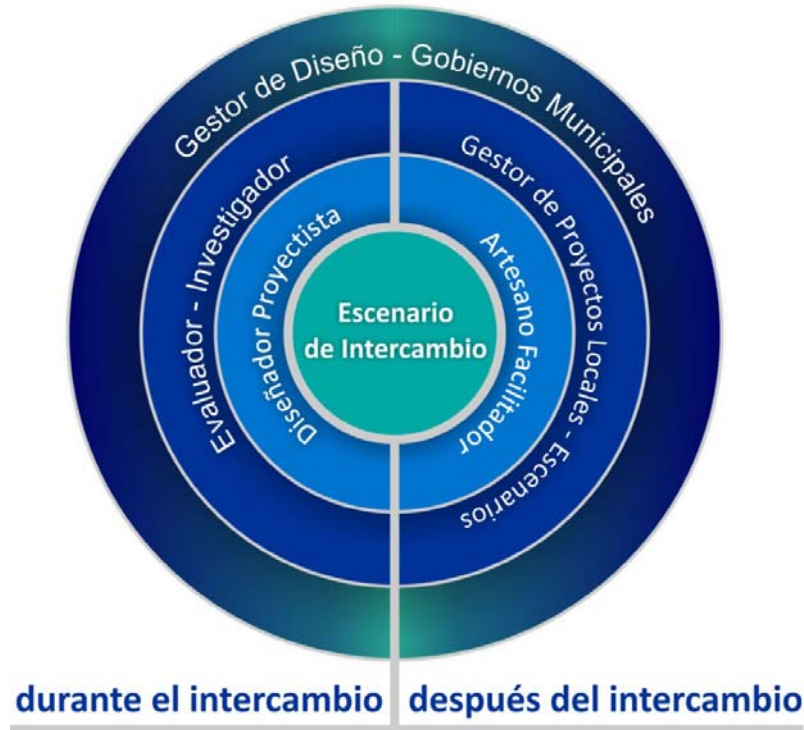 Gestor de Diseño - Gobiernos Municipales
Evaluador - Investigador
Gestor de Proyectos Locales - Escenarios
Diseñador Proyectista
Artesano Facilitador
Escenario
de Intercambio
durante el intercambio
después del intercambio